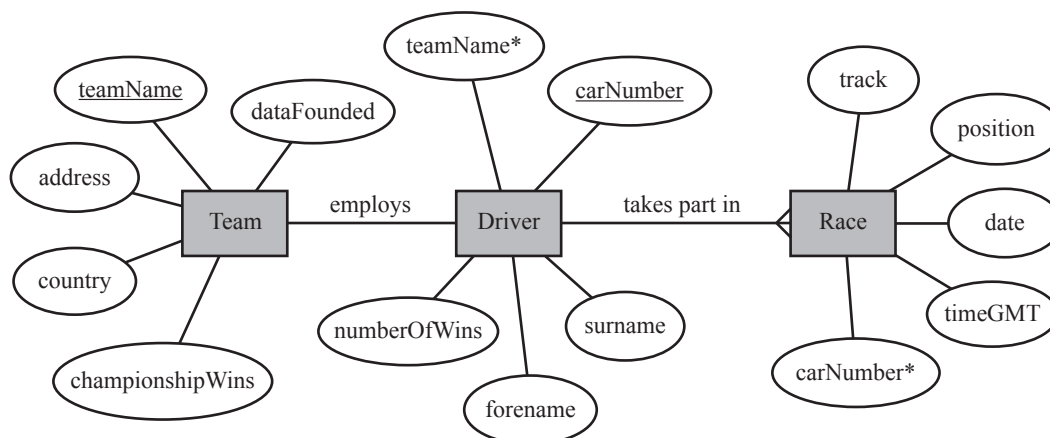 teamName*
track
teamName
carNumber
dataFounded
position
address
Team
employs
Driver
takes part in
Race
date
country
numberOfWins
surname
timeGMT
championshipWins
forename
carNumber*